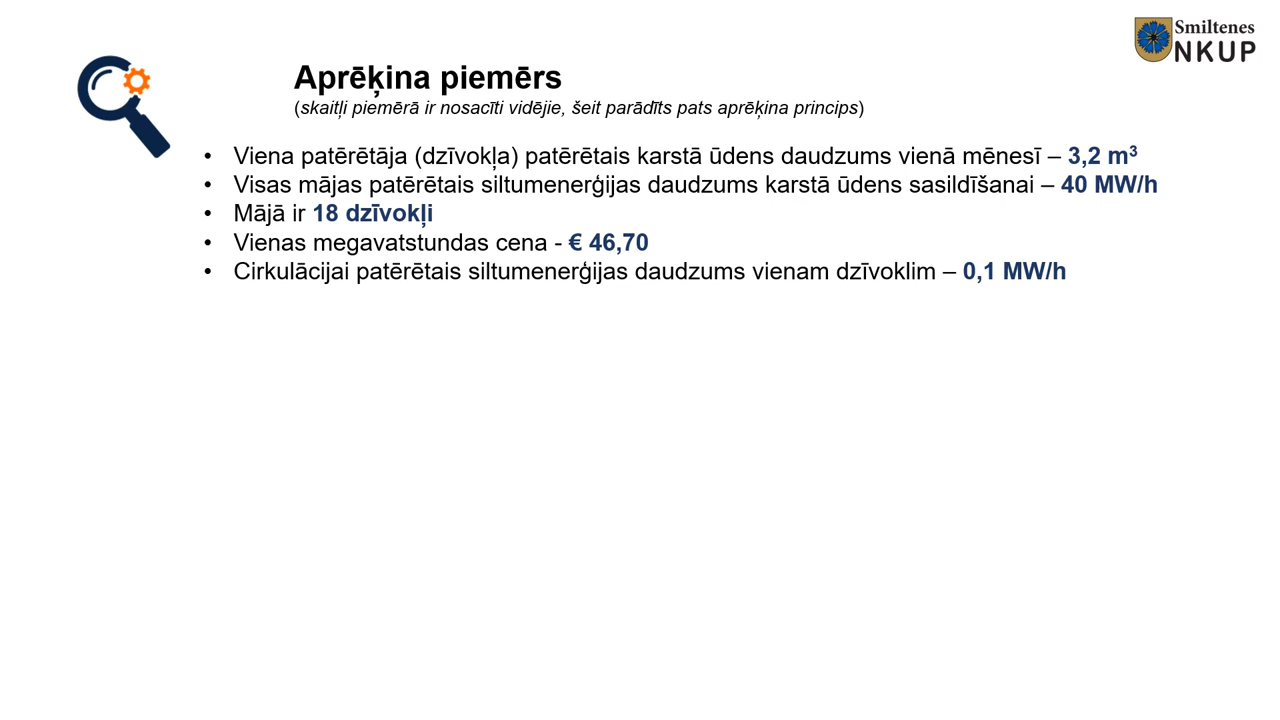 Smiltenes
NKUP
Aprēķina piemērs
(skaitļi piemērā ir nosacīti vidējie, šeit parādīts pats aprēķina princips)
• Viena patērētāja (dzīvokļa) patērētais karstā ūdens daudzums vienā mēnesī – 3,2 m³
• Visas mājas patērētais siltumenerģijas daudzums karstā ūdens sasildīšanai – 40 MW/h
• Mājā ir 18 dzīvokļi
• Vienas megavatstundas cena - € 46,70
• Cirkulācijai patērētais siltumenerģijas daudzums vienam dzīvoklim – 0,1 MW/h